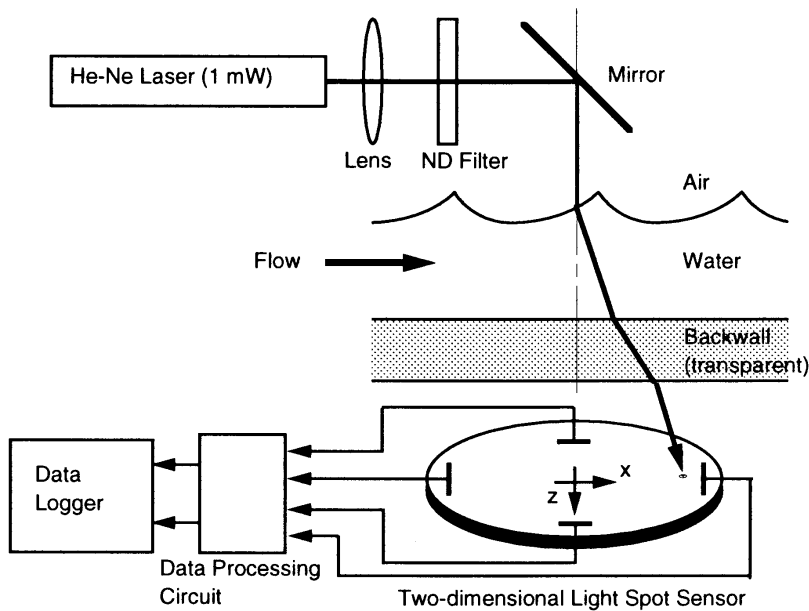 He-Ne Laser (1 mW)
Mirror
Lens
ND Filter
Air
Flow
Water
Backwall
(transparent)
X
Z
Data
Logger
Data Processing
Circuit
Two-dimensional Light Spot Sensor